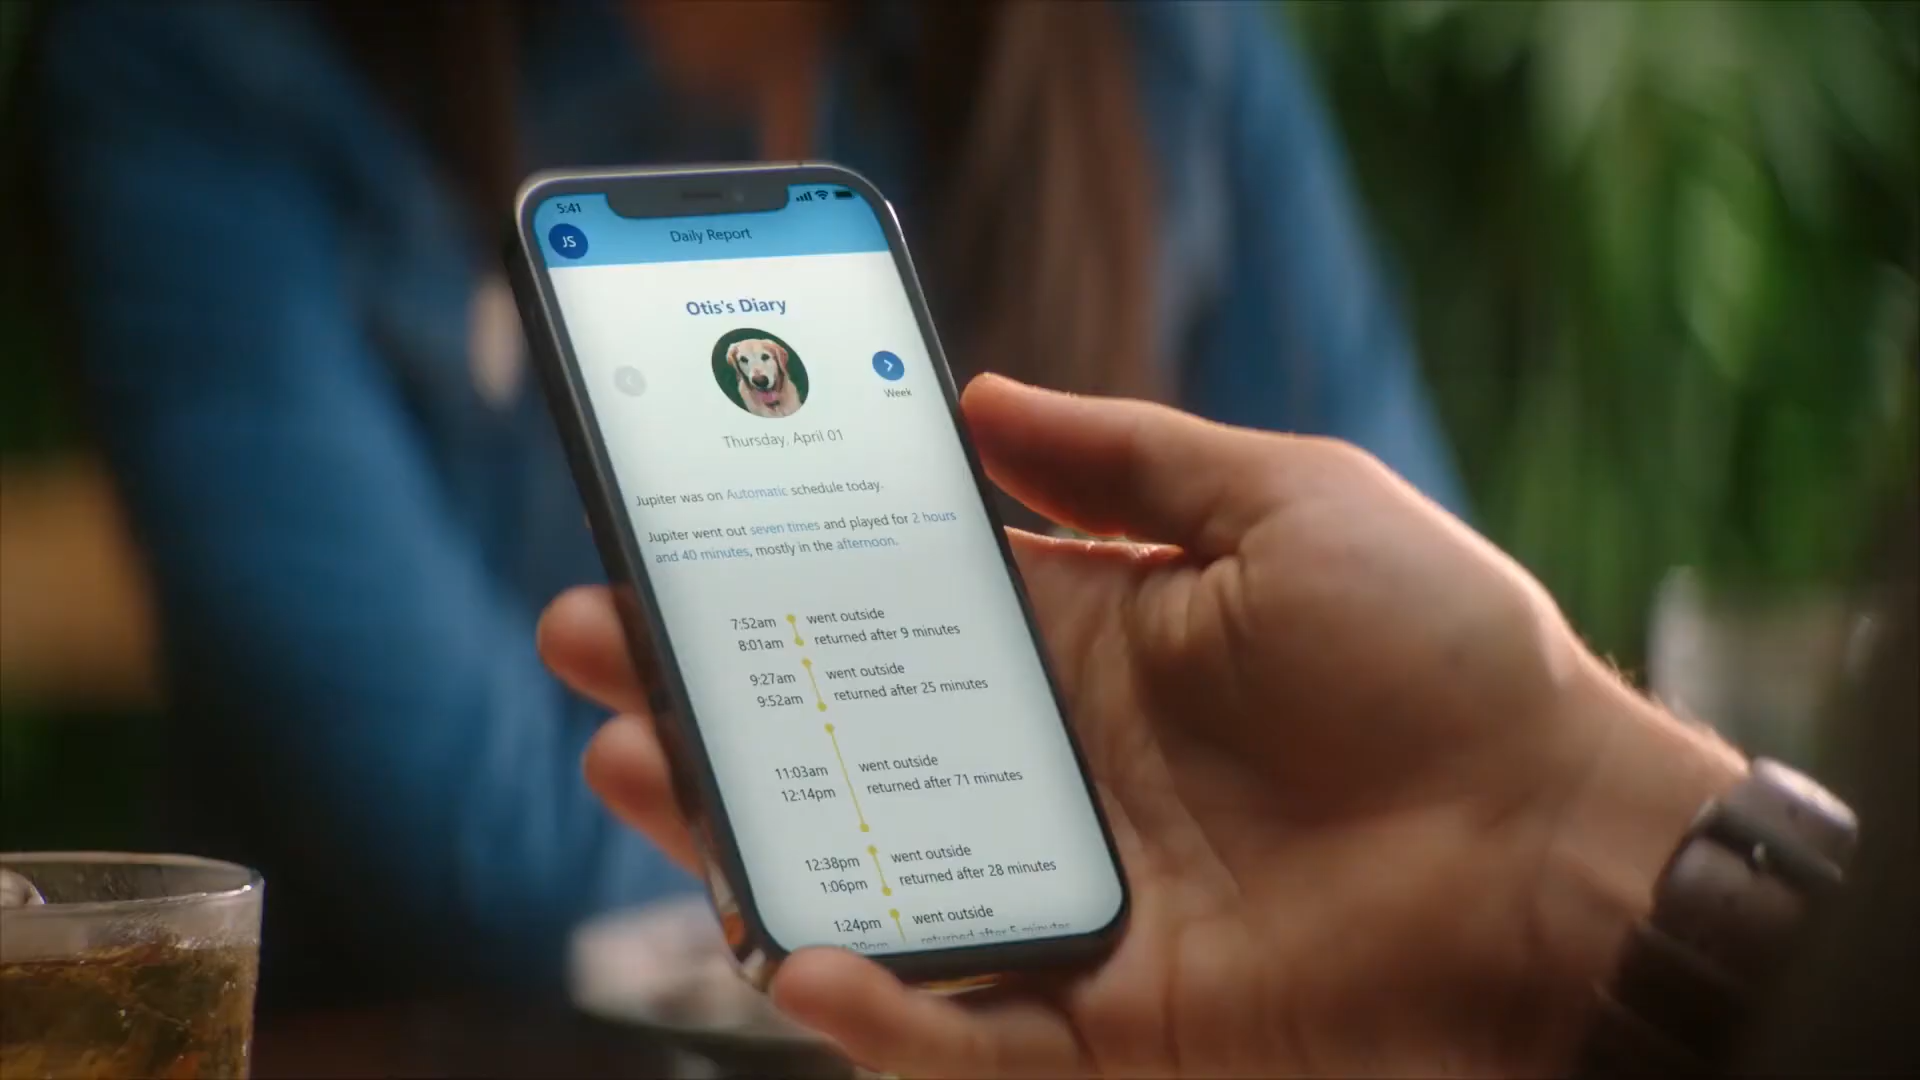 5:41
JS
Daily Report
Otis's Diary
Week
Thursday, April 01
Jupiter was on Automatic schedule today.
Jupiter went out seven times and played for 2 hours
and 40 minutes, mostly in the afternoon.
7:52am went outside
8:01am returned after 9 minutes
9:27am went outside
9:52am returned after 25 minutes
11:03am went outside
12:14pm returned after 71 minutes
12:38pm went outside
1:06pm returned after 28 minutes
1:24pm went outside
returned after 5 minutes